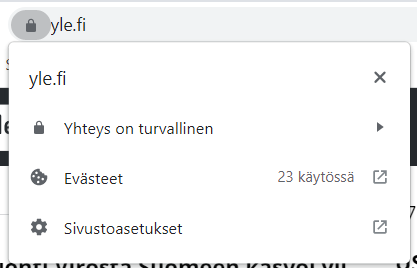 yle.fi
yle.fi
Yhteys on turvallinen
Evästeet 23 käytössä
Sivustoasetukset